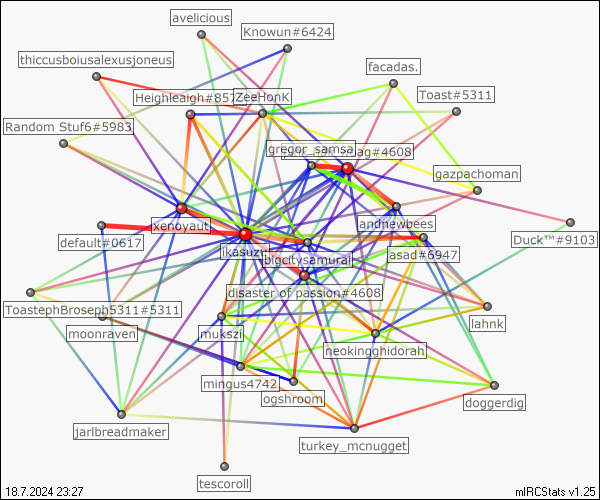 avelicious
Knowun#6424
thiccusboiusalexusjoneus
facadas.
Heighleaigh#857
ZeeHonK
Toast#5311
Random Stuf6#5983
gregor_samsa
ag#4608
gazpachoman
xenoyaut
andnewbees
default#0617
jkasuzy
Duck™#9103
bigcitysamurai
asad#6947
disaster of passion#4608
ToastephBroseph5311#5311
lahnk
moonraven
jmukszi
neokingghidorah
mingus4742
ogshroom
doggerdig
jarlbreadmaker
turkey_mcnugget
tescoroll
18.7.2024 23:27
mIRCStats v1.25